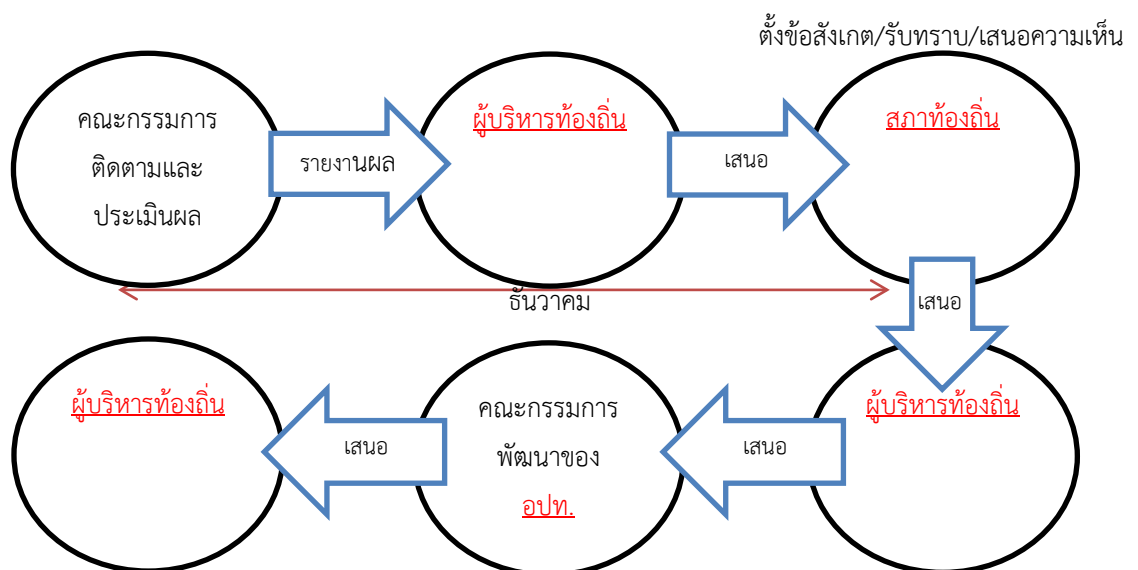 ตั้งข้อสังเกต/รับทราบ/เสนอความเห็น
คณะกรรมการ
ติดตามและ
ประเมินผล
รายงานผล
ผู้บริหารท้องถิ่น
เสนอ
สภาท้องถิ่น
ธันวาคม
เสนอ
ผู้บริหารท้องถิ่น
เสนอ
คณะกรรมการ
พัฒนาของ
อปท.
เสนอ
ผู้บริหารท้องถิ่น